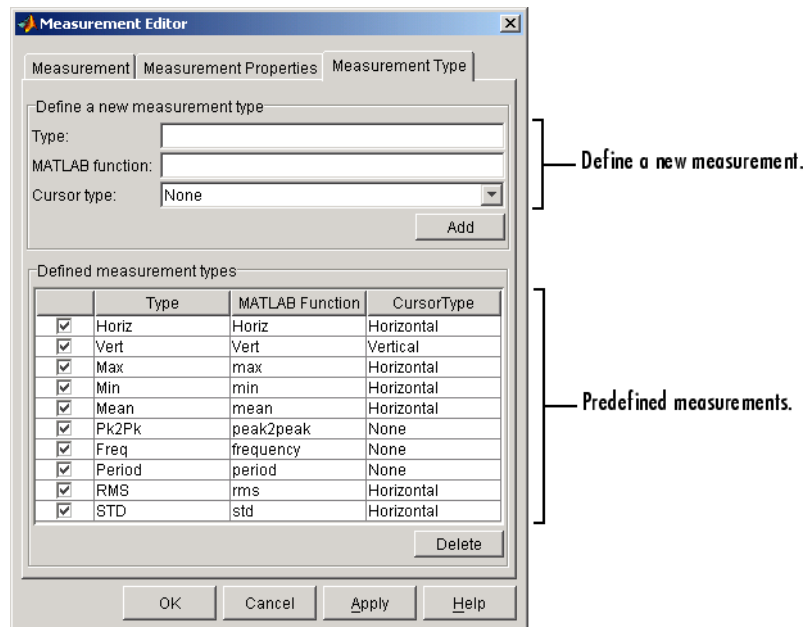 Measurement Editor
Measurement Measurement Properties Measurement Type
Define a new measurement type
Type:
MATLAB function:
Cursor type: None
Add
Define a new measurement.
Defined measurement types
Type MATLAB Function CursorType
Horiz Horiz Horizontal
Vert Vert Vertical
Max max Horizontal
Min min Horizontal
Mean mean Horizontal
Pk2Pk peak2peak None
Freq frequency None
Period period None
RMS rms Horizontal
STD std Horizontal
Predefined measurements.
Delete
OK Cancel Apply Help